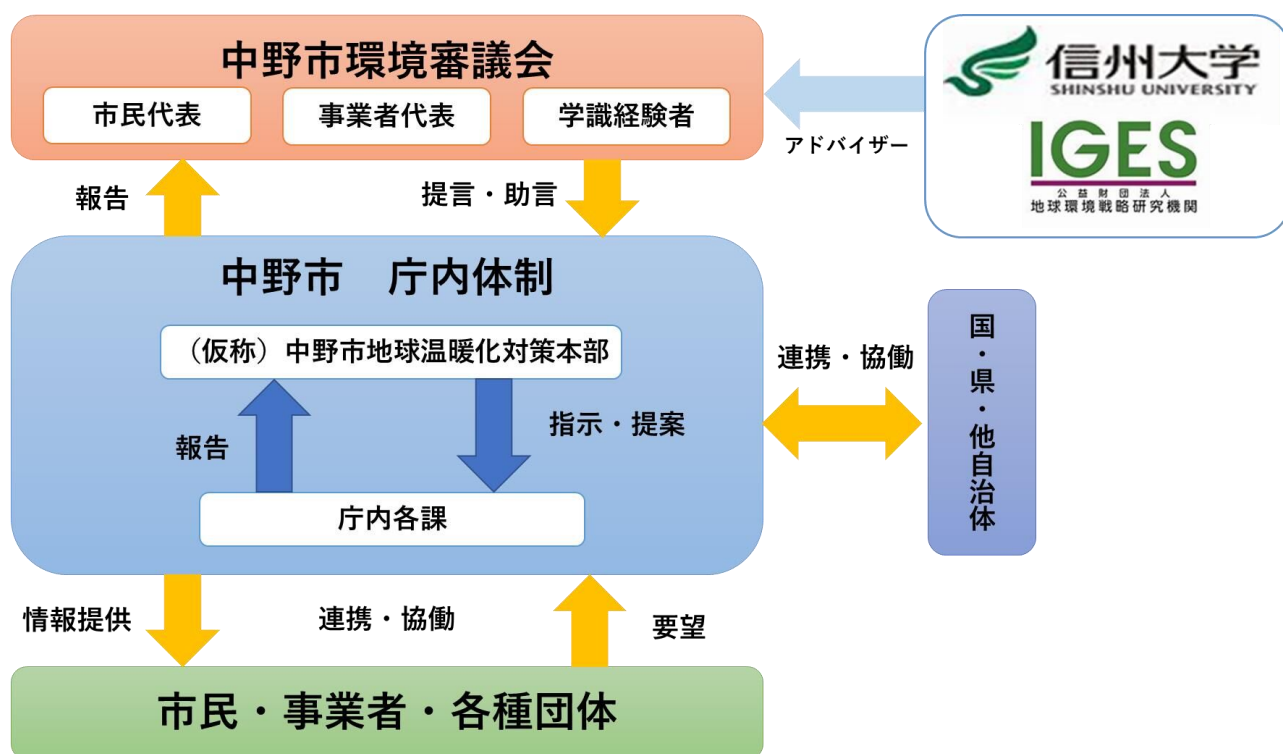 中野市環境審議会
市民代表
事業者代表
学識経験者
信州大学
SHINSHU UNIVERSITY
IGES
公益財団法人
地球環境戦略研究機関
アドバイザー
報告
提言・助言
中野市　庁内体制
（仮称）中野市地球温暖化対策本部
報告
指示・提案
庁内各課
連携・協働
国・県・他自治体
情報提供
連携・協働
要望
市民・事業者・各種団体